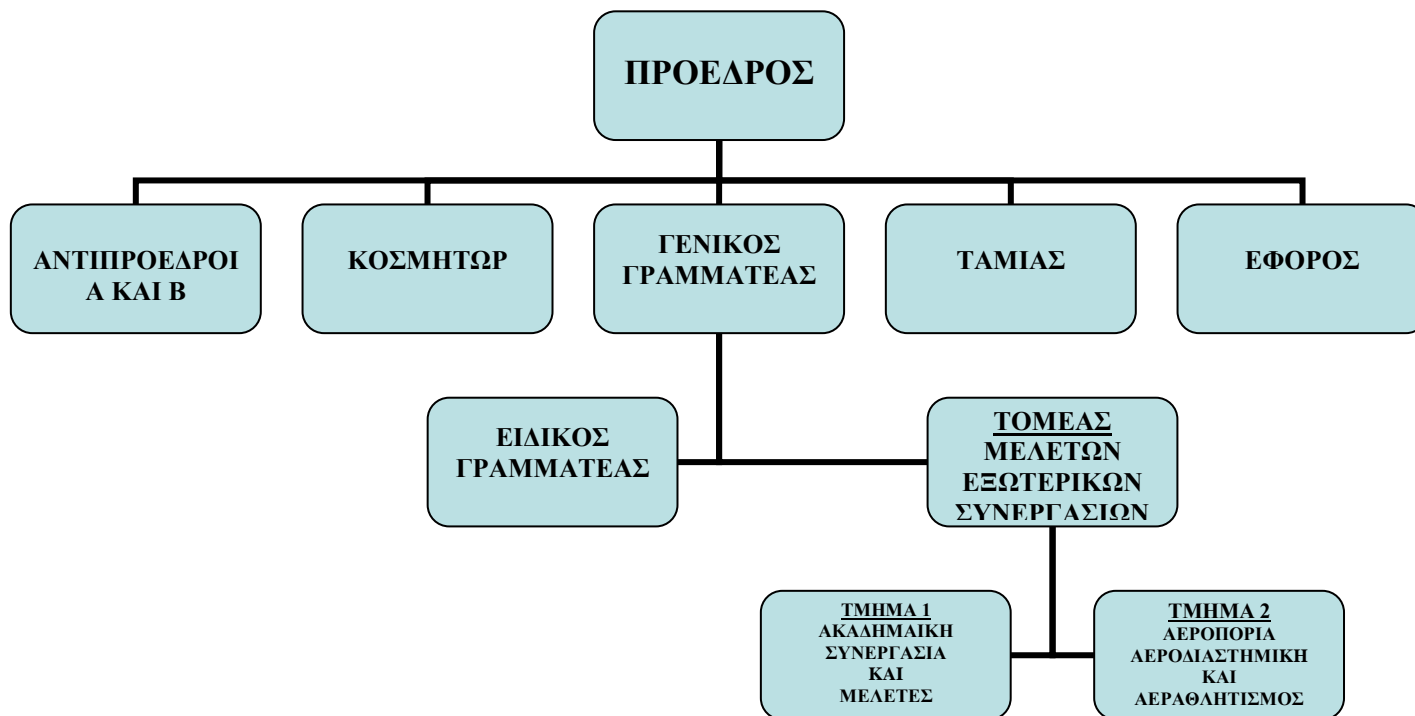 ΠΡΟΕΔΡΟΣ
ΑΝΤΙΠΡΟΕΔΡΟΙ
Α ΚΑΙ Β
ΚΟΣΜΗΤΩΡ
ΓΕΝΙΚΟΣ
ΓΡΑΜΜΑΤΕΑΣ
ΤΑΜΙΑΣ
ΕΦΟΡΟΣ
ΕΙΔΙΚΟΣ
ΓΡΑΜΜΑΤΕΑΣ
ΤΟΜΕΑΣ
ΜΕΛΕΤΩΝ
ΕΞΩΤΕΡΙΚΩΝ
ΣΥΝΕΡΓΑΣΙΩΝ
ΤΜΗΜΑ 1
ΑΚΑΔΗΜΑΙΚΗ
ΣΥΝΕΡΓΑΣΙΑ
ΚΑΙ
ΜΕΛΕΤΕΣ
ΤΜΗΜΑ 2
ΑΕΡΟΠΟΡΙΑ
ΑΕΡΟΔΙΑΣΤΗΜΙΚΗ
ΚΑΙ
ΑΕΡΑΘΛΗΤΙΣΜΟΣ